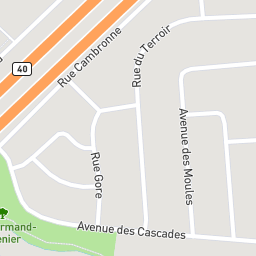 Rue Cambronne
Rue du Terroir
40
Avenue des Moules
Rue Gore
Avenue des Cascades
rmand-
enier